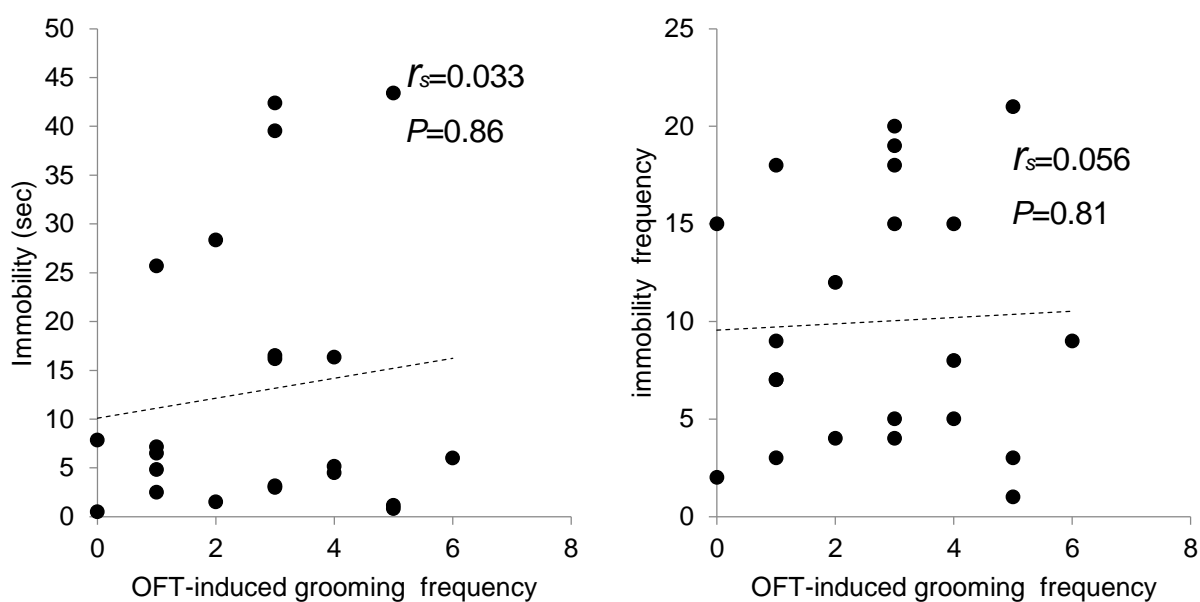 50
45
40
35
30
25
20
15
10
5
0
Immobility (sec)
rs=0.033
P=0.86
0 2 4 6 8
OFT-induced grooming frequency
25
20
15
10
5
0
immobility frequency
rs=0.056
P=0.81
0 2 4 6 8
OFT-induced grooming frequency